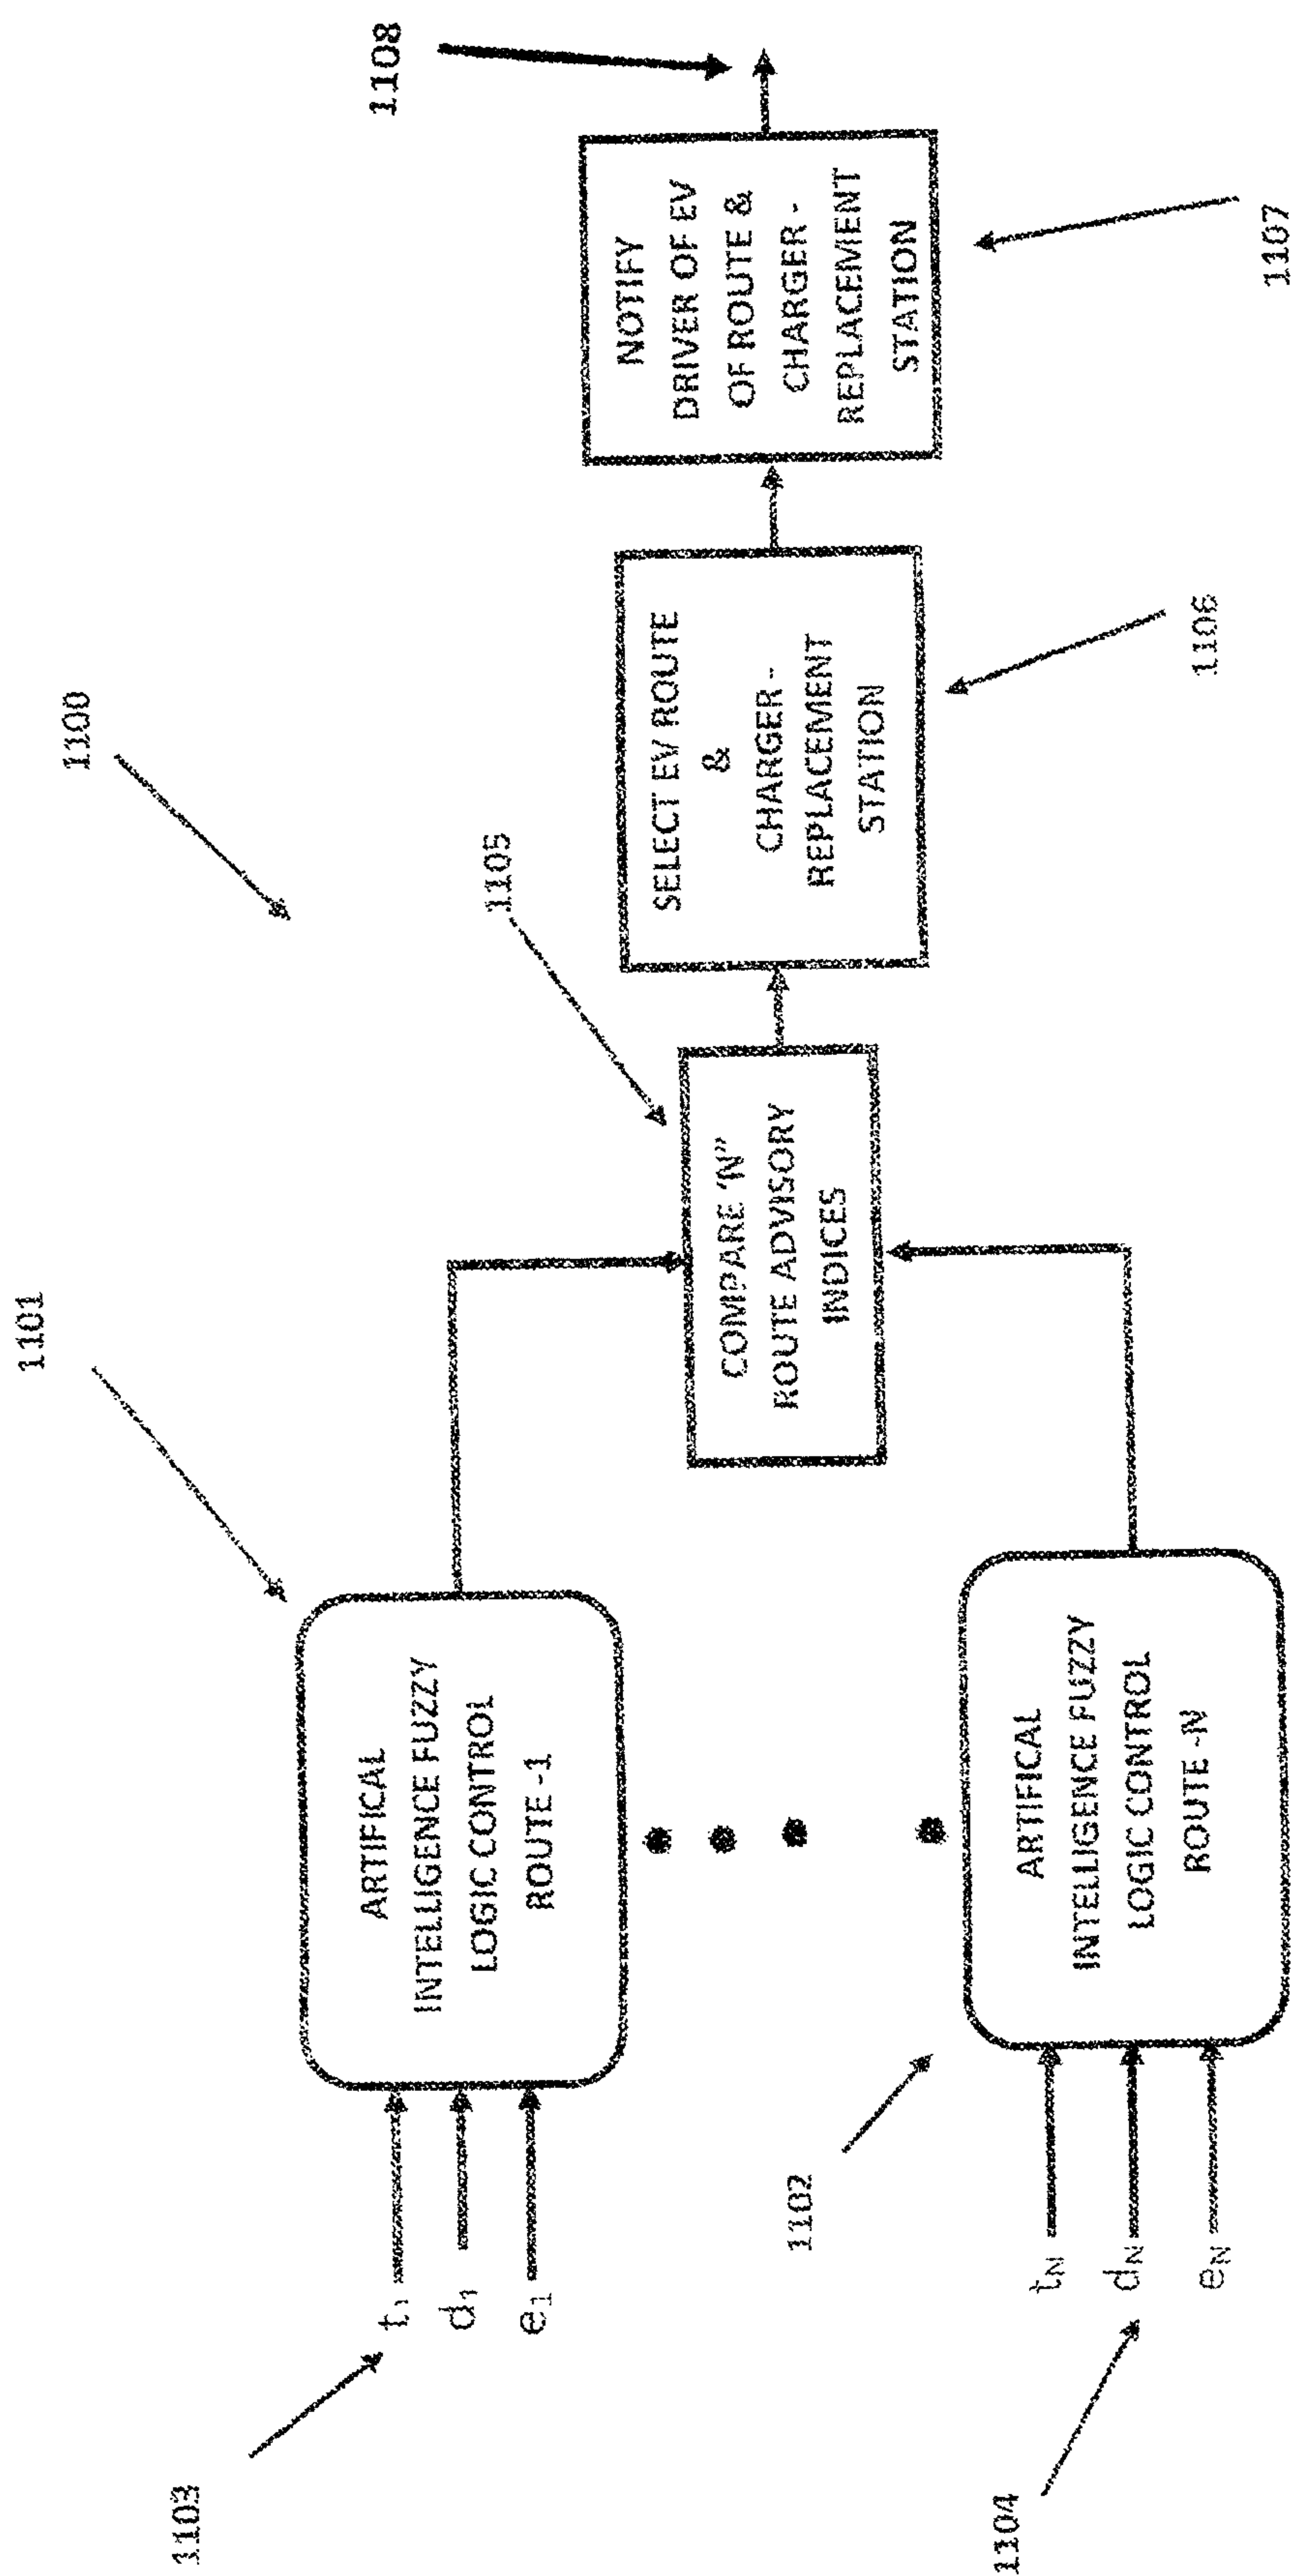 1100
1101
1103
t₁
d₁
e₁
ARTIFICAL
INTELLIGENCE FUZZY
LOGIC CONTROL
ROUTE -1
1102
1104
tN
dN
eN
ARTIFICAL
INTELLIGENCE FUZZY
LOGIC CONTROL
ROUTE -N
1105
COMPARE 'N"
ROUTE ADVISORY
INDICES
SELECT EV ROUTE
&
CHARGER -
REPLACEMENT
STATION
1106
NOTIFY
DRIVER OF EV
OF ROUTE &
CHARGER -
REPLACEMENT
STATION
1107
1108